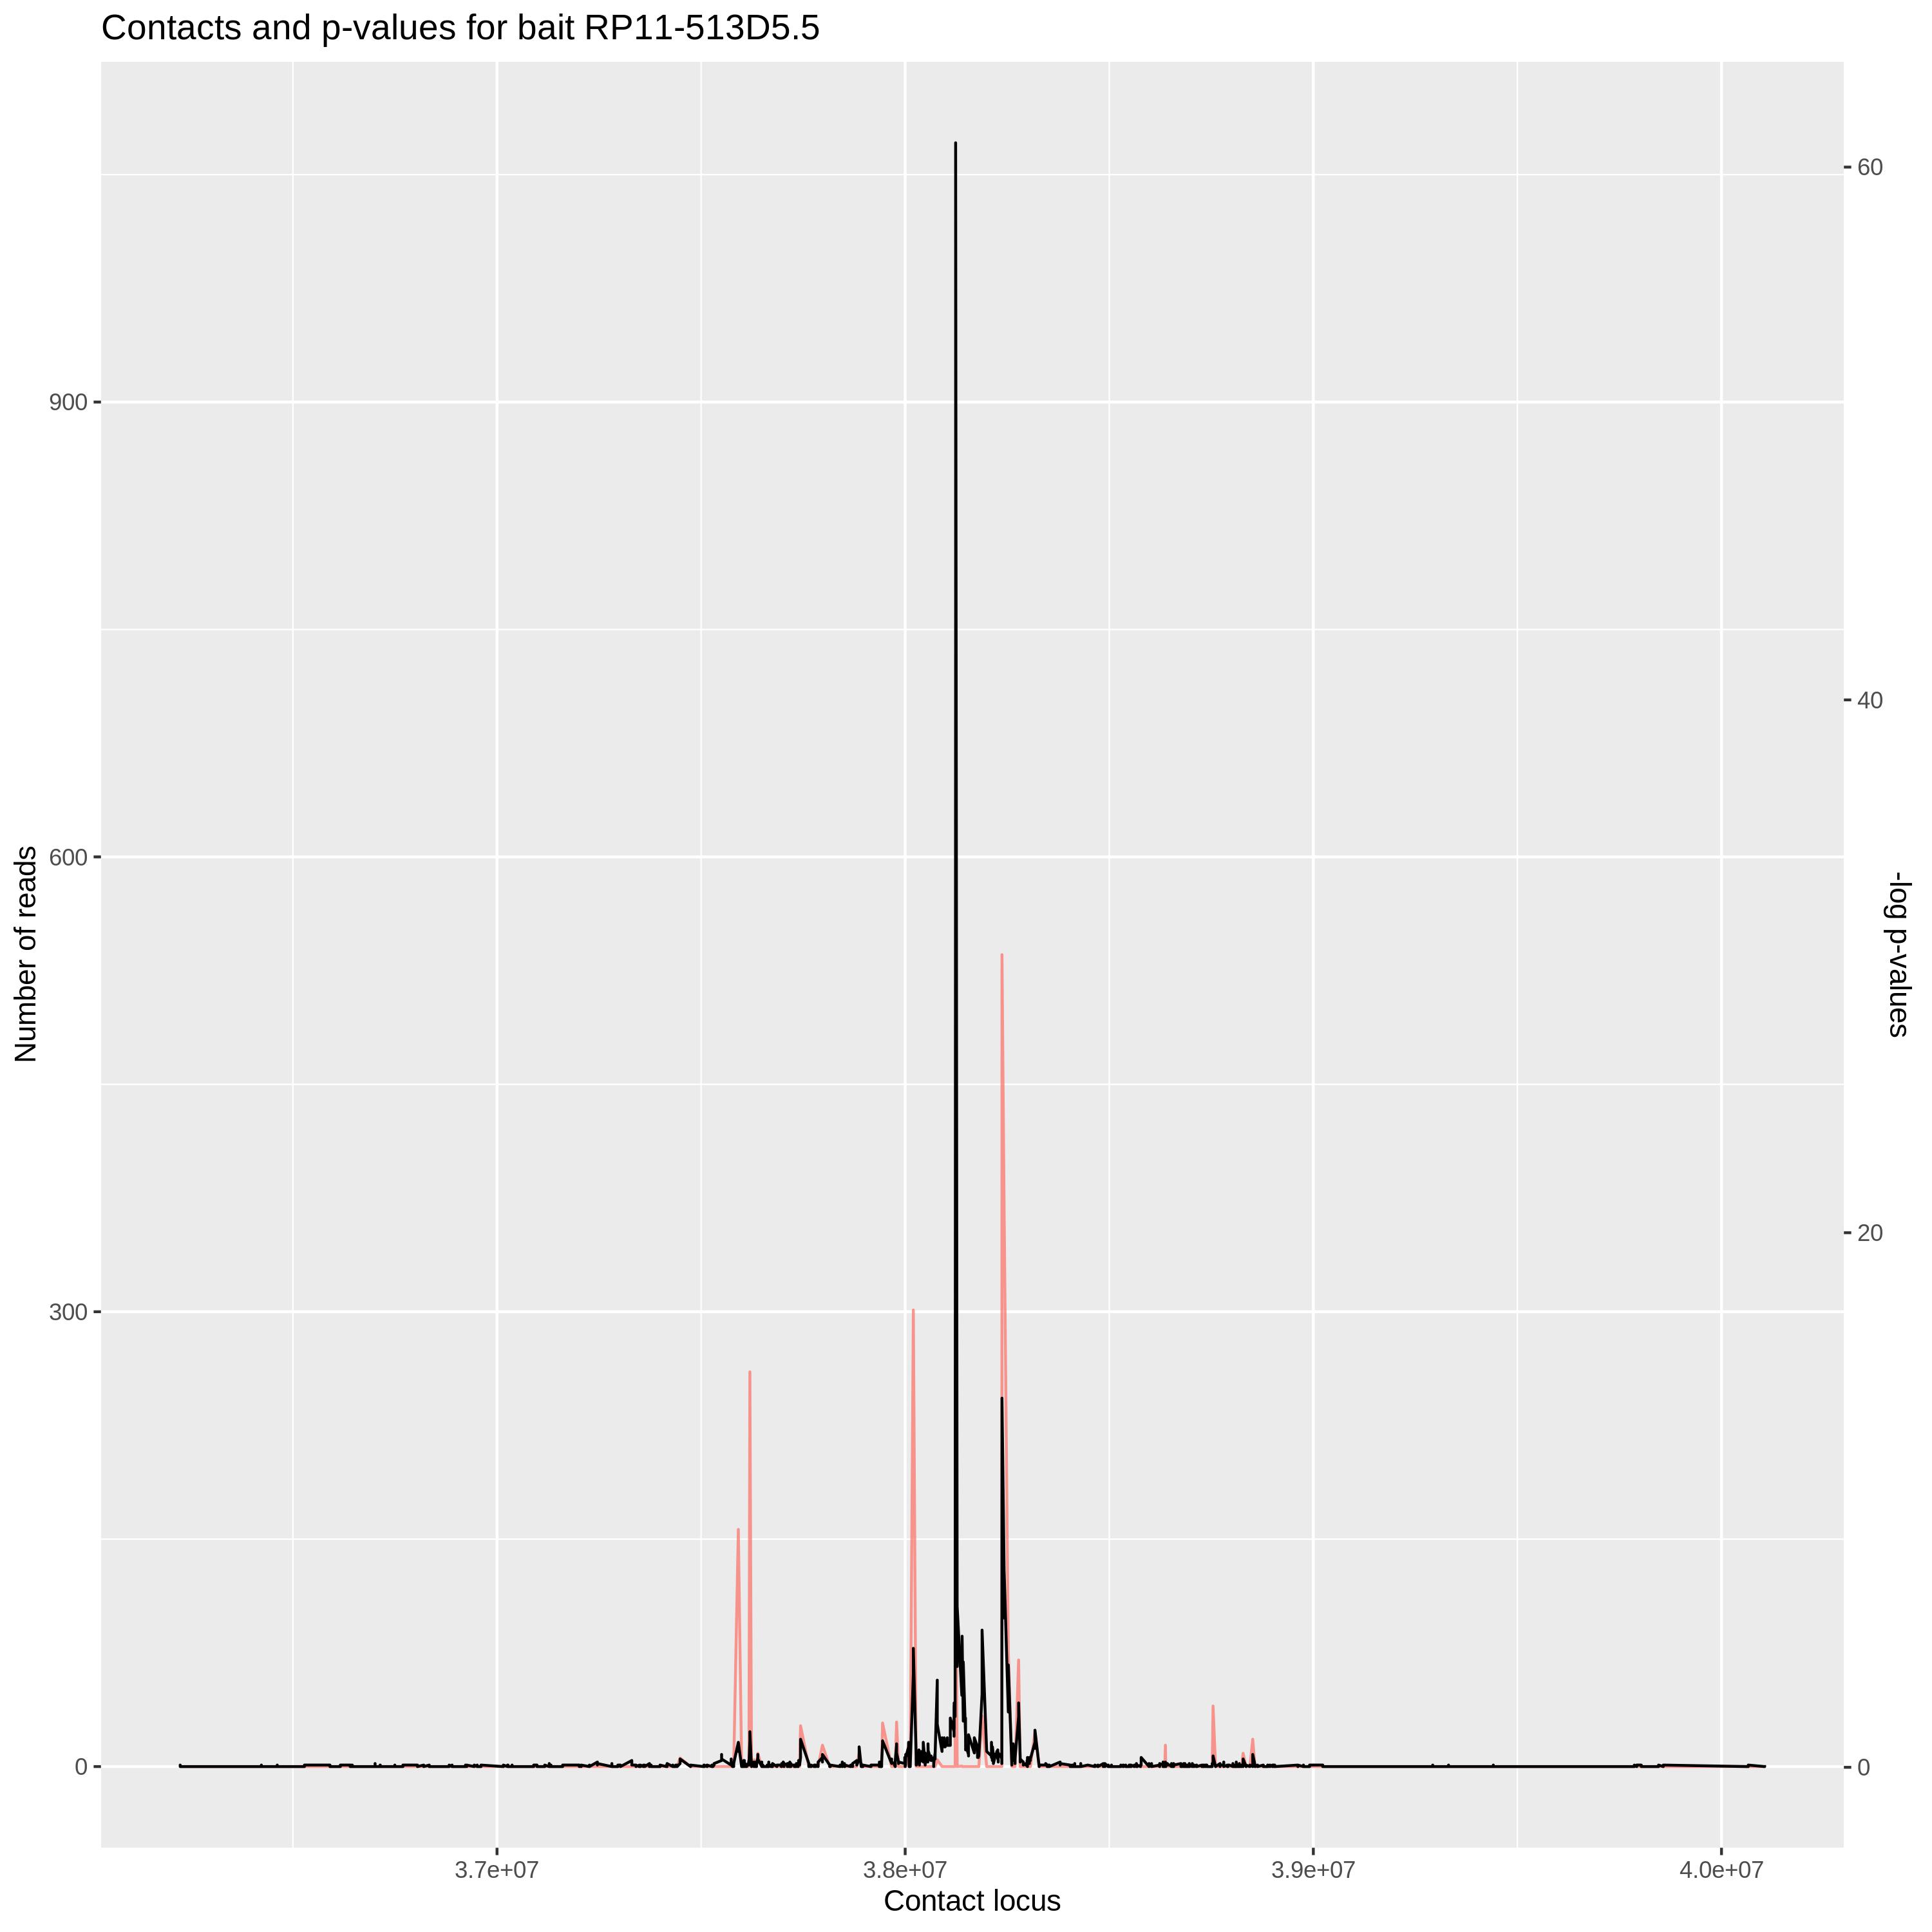 Contacts and p-values for bait RP11-513D5.5
Number of reads
900
600
300
0
60
40
20
0
-log p-values
3.7e+07
3.8e+07
3.9e+07
4.0e+07
Contact locus